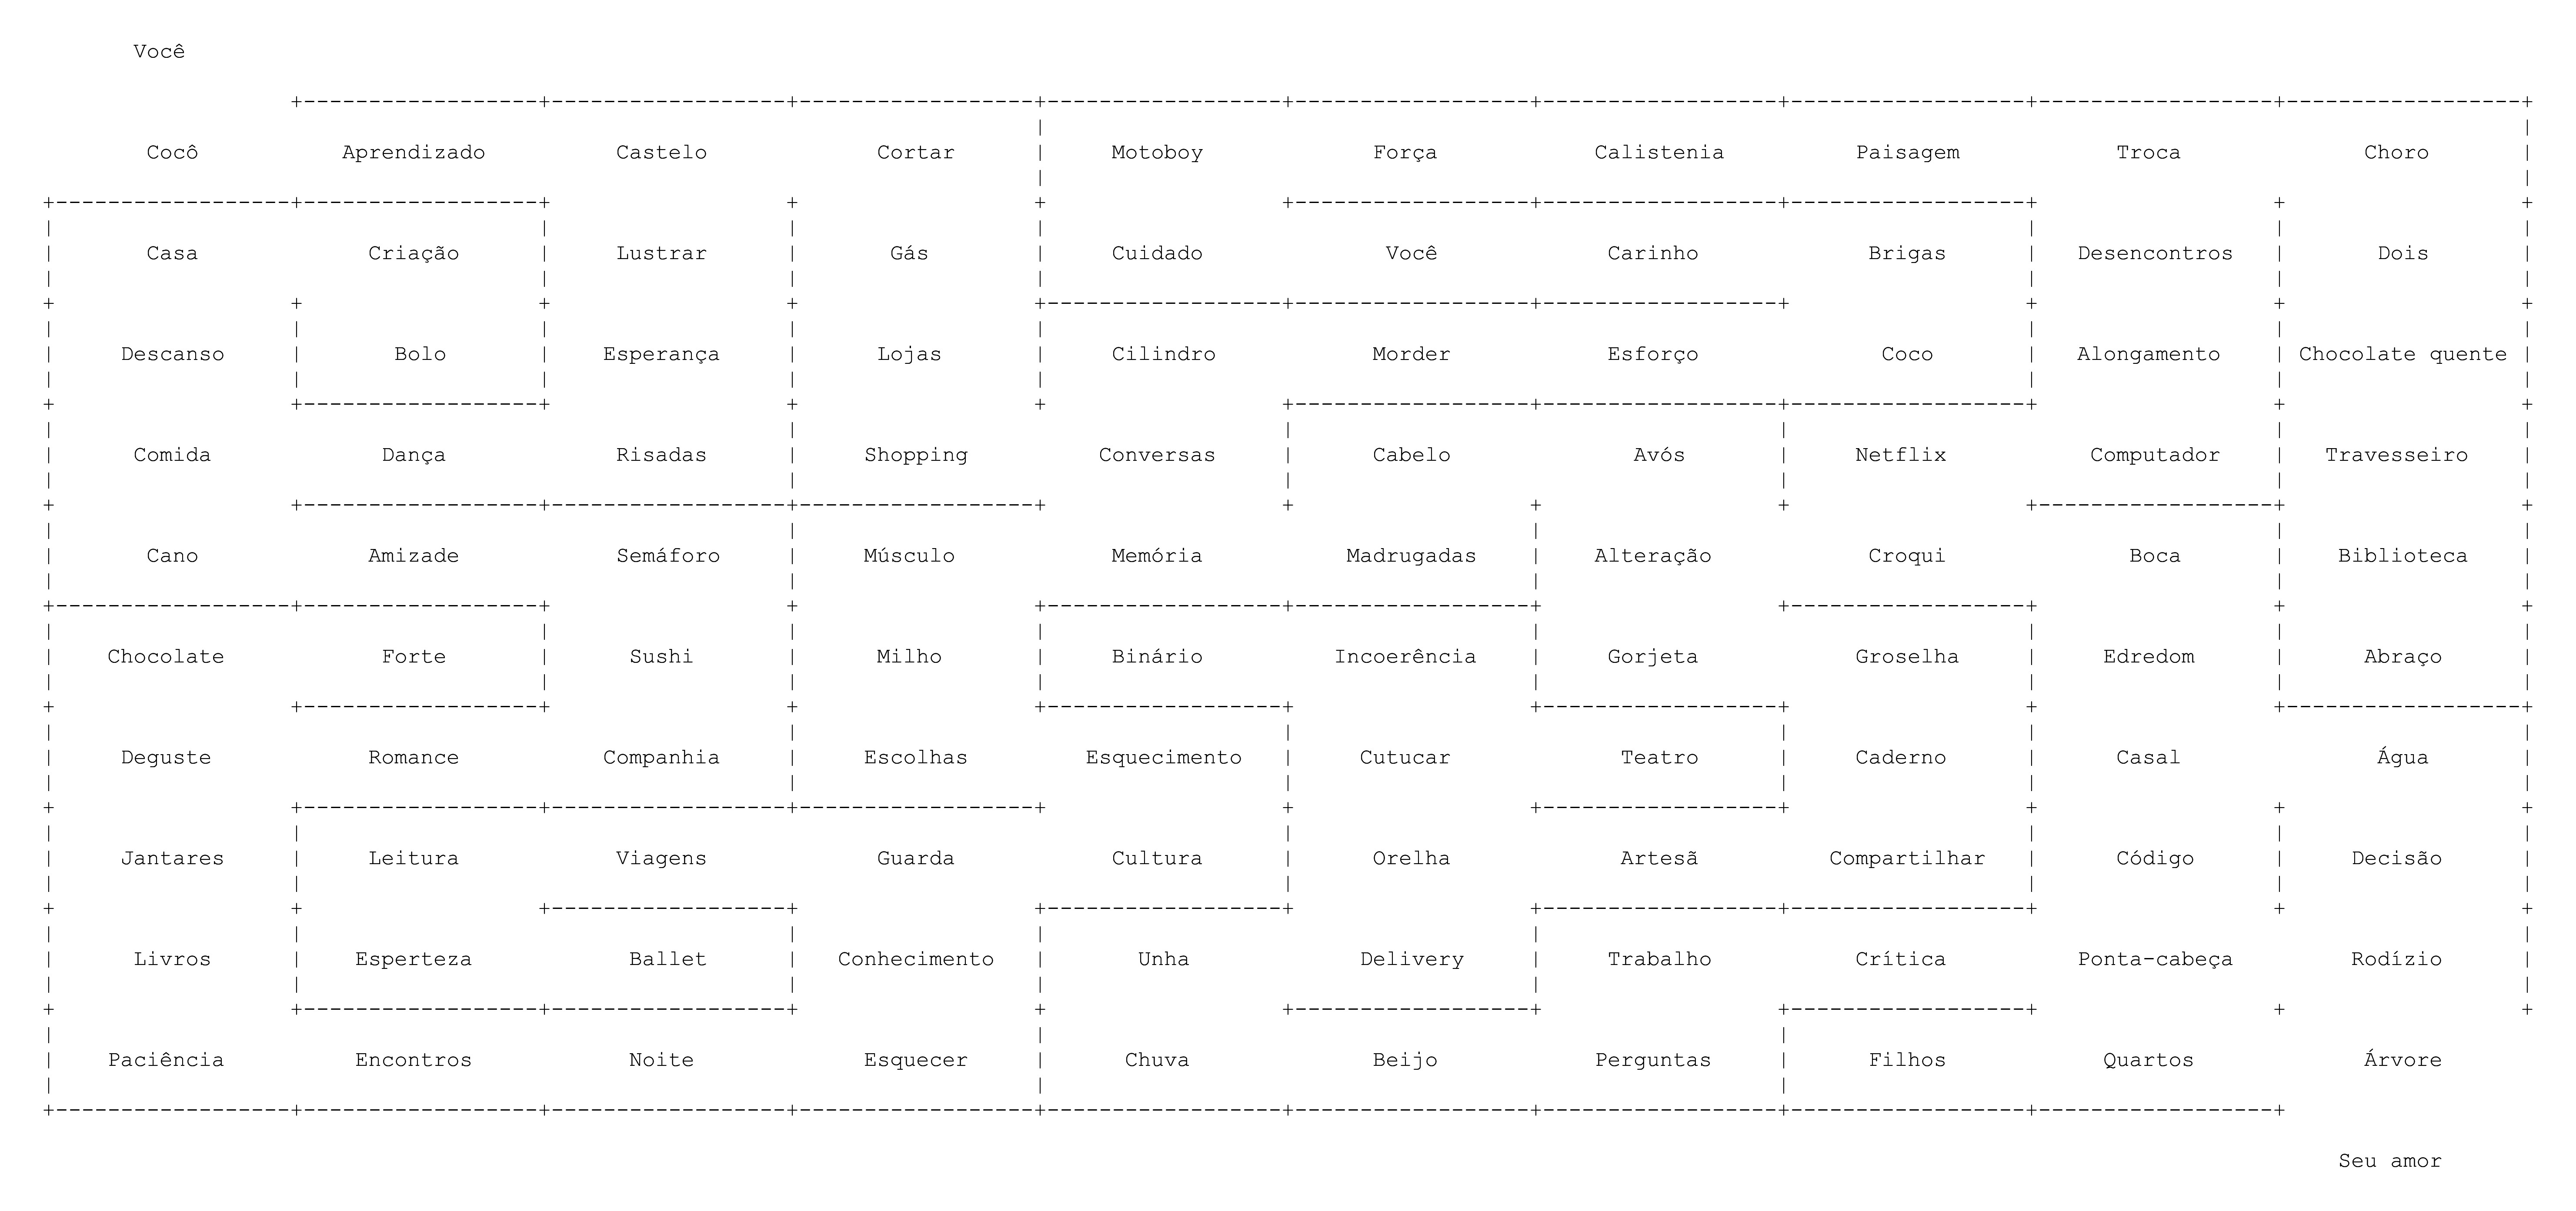 Você
Cocô Aprendizado Castelo Cortar Motoboy Força Calistenia Paisagem Troca Choro
Casa Criação Lustrar Gás Cuidado Você Carinho Brigas Desencontros Dois
Descanso Bolo Esperança Lojas Cilindro Morder Esforço Coco Alongamento Chocolate quente
Comida Dança Risadas Shopping Conversas Cabelo Avós Netflix Computador Travesseiro
Cano Amizade Semáforo Músculo Memória Madrugadas Alteração Croqui Boca Biblioteca
Chocolate Forte Sushi Milho Binário Incoerência Gorjeta Groselha Edredom Abraço
Deguste Romance Companhia Escolhas Esquecimento Cutucar Teatro Caderno Casal Água
Jantares Leitura Viagens Guarda Cultura Orelha Artesã Compartilhar Código Decisão
Livros Esperteza Ballet Conhecimento Unha Delivery Trabalho Crítica Ponta-cabeça Rodízio
Paciência Encontros Noite Esquecer Chuva Beijo Perguntas Filhos Quartos Árvore
Seu amor